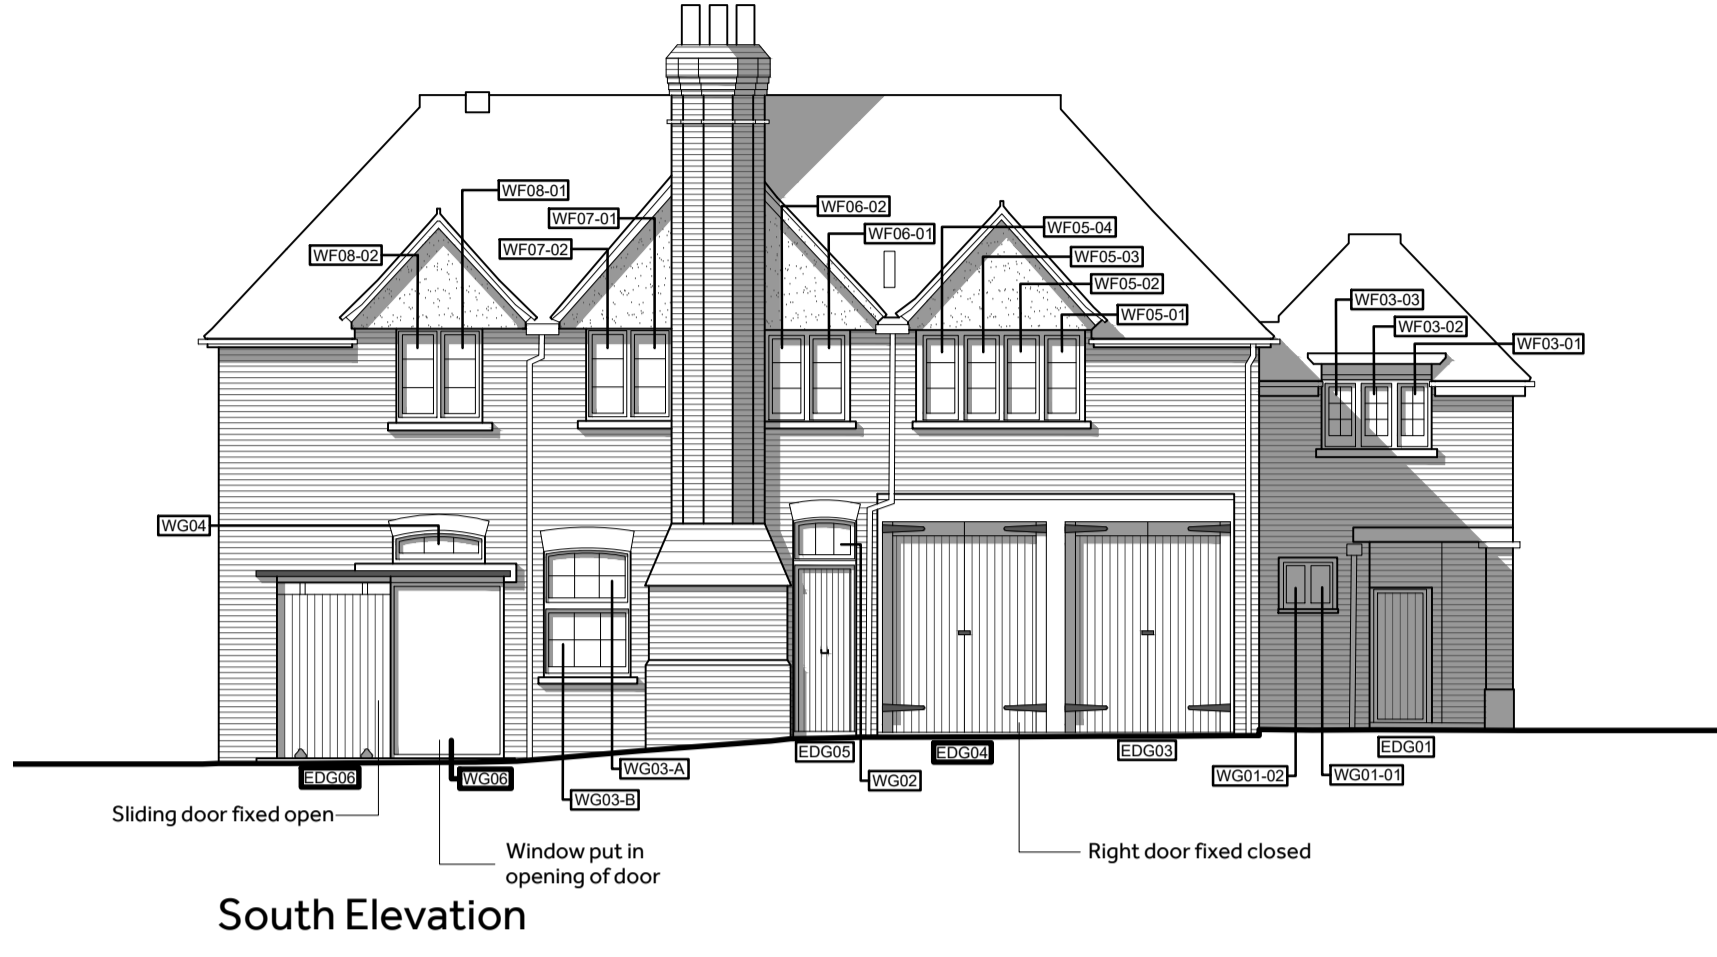 WF08-01
WF07-01
WF06-02
WF05-04
WF06-01
WF08-02
WF07-02
WF05-03
WF05-02
WF03-03
WF05-01
WF03-02
WF03-01
WG04
EDG06
WG06
WG03-A
WG03-B
EDG05
WG02
EDG04
EDG03
EDG01
WG01-02
WG01-01
Sliding door fixed open
Window put in
opening of door
Right door fixed closed
South Elevation